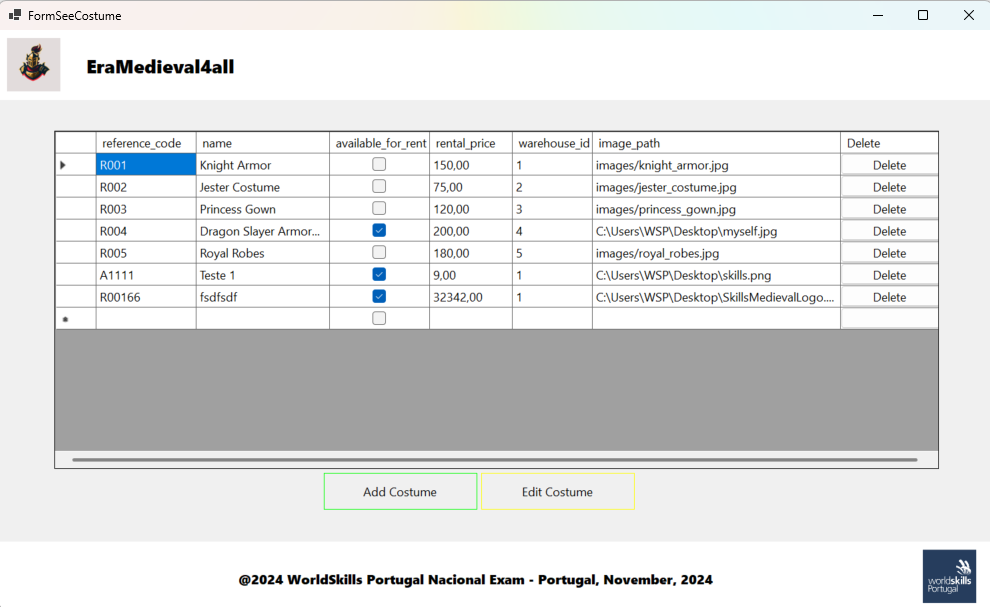 FormSeeCostume
EraMedieval4all
reference_code name available_for_rent rental_price warehouse_id image_path Delete
R001 Knight Armor 150,00 1 images/knight_armor.jpg Delete
R002 Jester Costume 75,00 2 images/jester_costume.jpg Delete
R003 Princess Gown 120,00 3 images/princess_gown.jpg Delete
R004 Dragon Slayer Armor... 200,00 4 C:\Users\WSP\Desktop\myself.jpg Delete
R005 Royal Robes 180,00 5 images/royal_robes.jpg Delete
A1111 Teste 1 9,00 1 C:\Users\WSP\Desktop\skills.png Delete
R00166 fsdfsdf 32342,00 1 C:\Users\WSP\Desktop\SkillsMedievalLogo.... Delete
Add Costume Edit Costume
@2024 WorldSkills Portugal Nacional Exam - Portugal, November, 2024
worldskills
Portugal